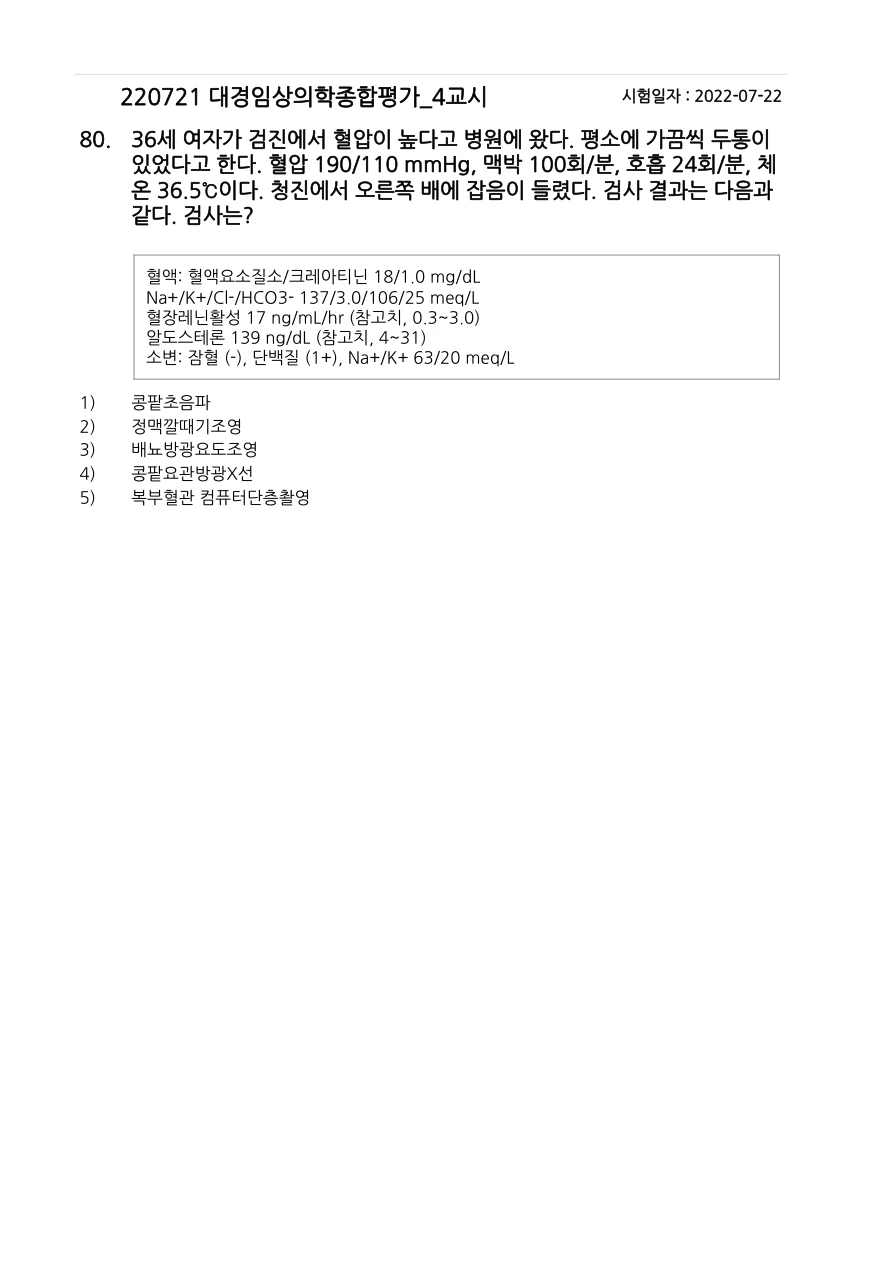 220721 대경임상의학종합평가_4교시 시험일자 : 2022-07-22
80. 36세 여자가 검진에서 혈압이 높다고 병원에 왔다. 평소에 가끔씩 두통이
있었다고 한다. 혈압 190/110 mmHg, 맥박 100회/분, 호흡 24회/분, 체
온 36.5℃이다. 청진에서 오른쪽 배에 잡음이 들렸다. 검사 결과는 다음과
같다. 검사는?
혈액: 혈액요소질소/크레아티닌 18/1.0 mg/dL
Na+/K+/Cl-/HCO3- 137/3.0/106/25 meq/L
혈장레닌활성 17 ng/mL/hr (참고치, 0.3~3.0)
알도스테론 139 ng/dL (참고치, 4~31)
소변: 잠혈 (-), 단백질 (1+), Na+/K+ 63/20 meq/L
1) 콩팥초음파
2) 정맥깔때기조영
3) 배뇨방광요도조영
4) 콩팥요관방광X선
5) 복부혈관 컴퓨터단층촬영